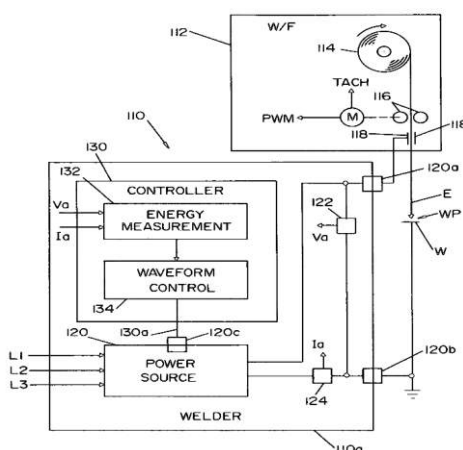 W/F
112
114
TACH
116
PWM
M
118
118
110
130
120a
CONTROLLER
132
E
122
Va
ENERGY
MEASUREMENT
WP
Ia
Va
W
WAVEFORM
CONTROL
134
130a
120c
120
Ia
120b
L1
POWER
L2
SOURCE
L3
124
WELDER
110a